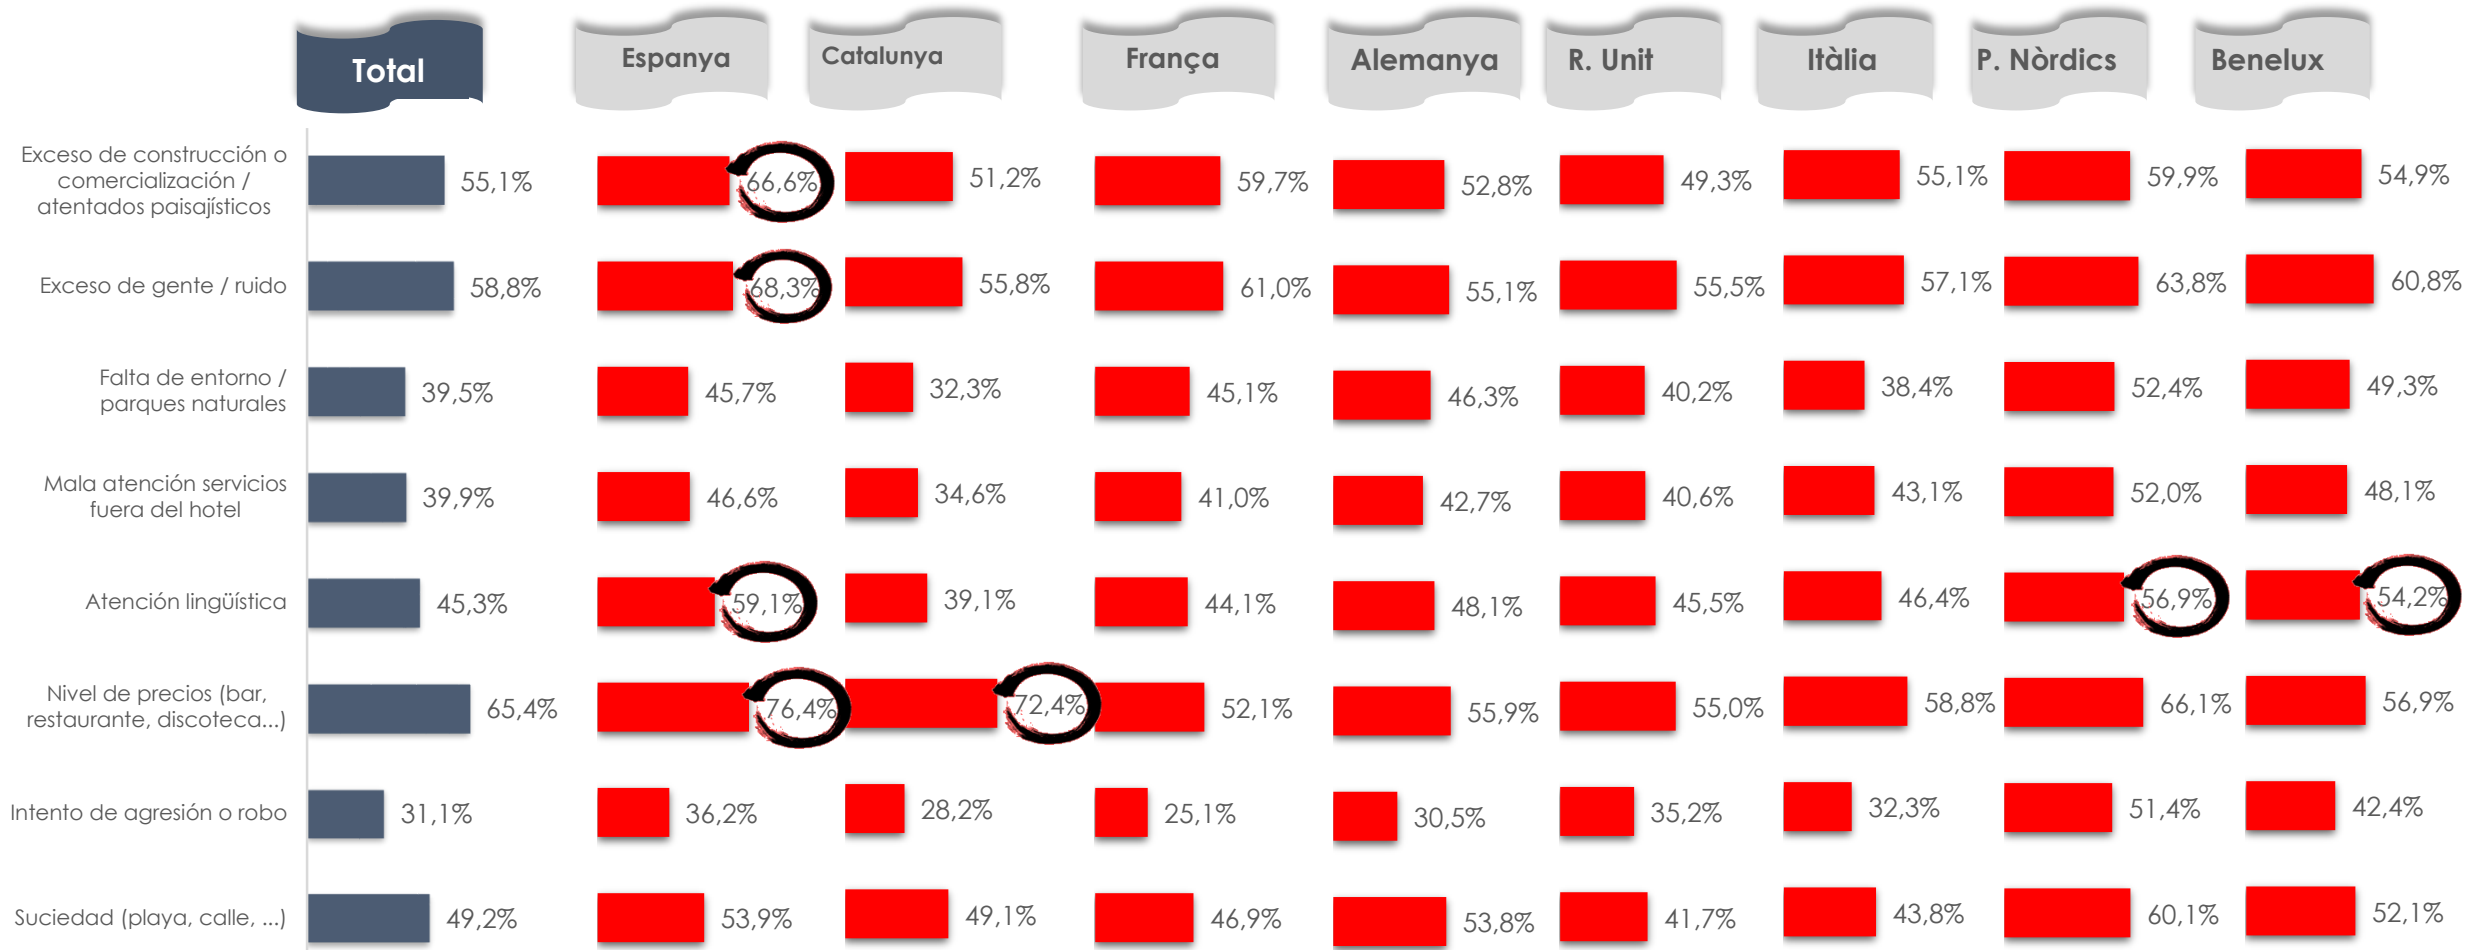 Total Espanya Catalunya França Alemanya R. Unit Itàlia P. Nòrdics Benelux
Exceso de construcción o
comercialización /
atentados paisajísticos
55,1% 66,6% 51,2% 59,7% 52,8% 49,3% 55,1% 59,9% 54,9%
Exceso de gente / ruido
58,8% 68,3% 55,8% 61,0% 55,1% 55,5% 57,1% 63,8% 60,8%
Falta de entorno /
parques naturales
39,5% 45,7% 32,3% 45,1% 46,3% 40,2% 38,4% 52,4% 49,3%
Mala atención servicios
fuera del hotel
39,9% 46,6% 34,6% 41,0% 42,7% 40,6% 43,1% 52,0% 48,1%
Atención lingüística
45,3% 59,1% 39,1% 44,1% 48,1% 45,5% 46,4% 56,9% 54,2%
Nivel de precios (bar,
restaurante, discoteca...)
65,4% 76,4% 72,4% 52,1% 55,9% 55,0% 58,8% 66,1% 56,9%
Intento de agresión o robo
31,1% 36,2% 28,2% 25,1% 30,5% 35,2% 32,3% 51,4% 42,4%
Suciedad (playa, calle, ...)
49,2% 53,9% 49,1% 46,9% 53,8% 41,7% 43,8% 60,1% 52,1%